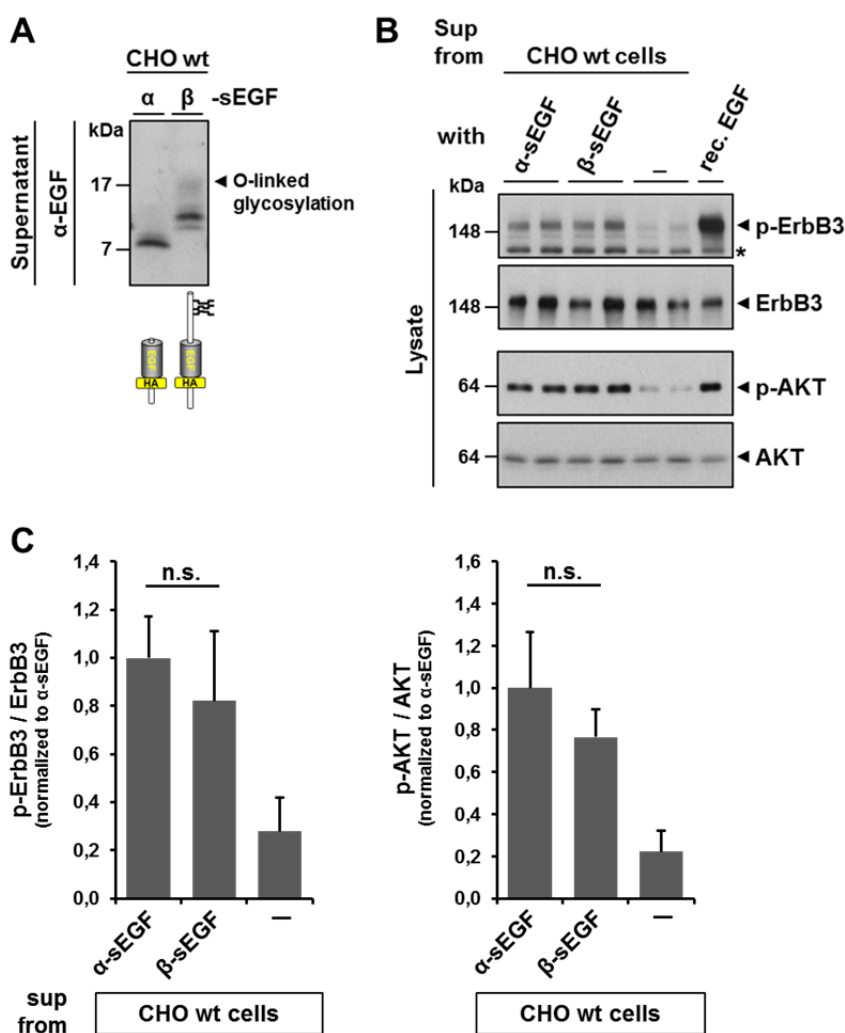 A
CHO wt
α β -sEGF
kDa
Supernatant
α-EGF
17
O-linked
glycosylation
7
EGF
HA
EGF
HA
B
Sup
from
CHO wt cells
with
α-sEGF
β-sEGF
–
rec. EGF
kDa
Lysate
148
p-ErbB3
*
148
ErbB3
64
p-AKT
64
AKT
C
p-ErbB3 / ErbB3
(normalized to α-sEGF)
1,4
1,2
1,0
0,8
0,6
0,4
0,2
0,0
n.s.
α-sEGF
β-sEGF
–
sup
from
CHO wt cells
p-AKT / AKT
(normalized to α-sEGF)
1,6
1,4
1,2
1,0
0,8
0,6
0,4
0,2
0,0
n.s.
α-sEGF
β-sEGF
–
CHO wt cells